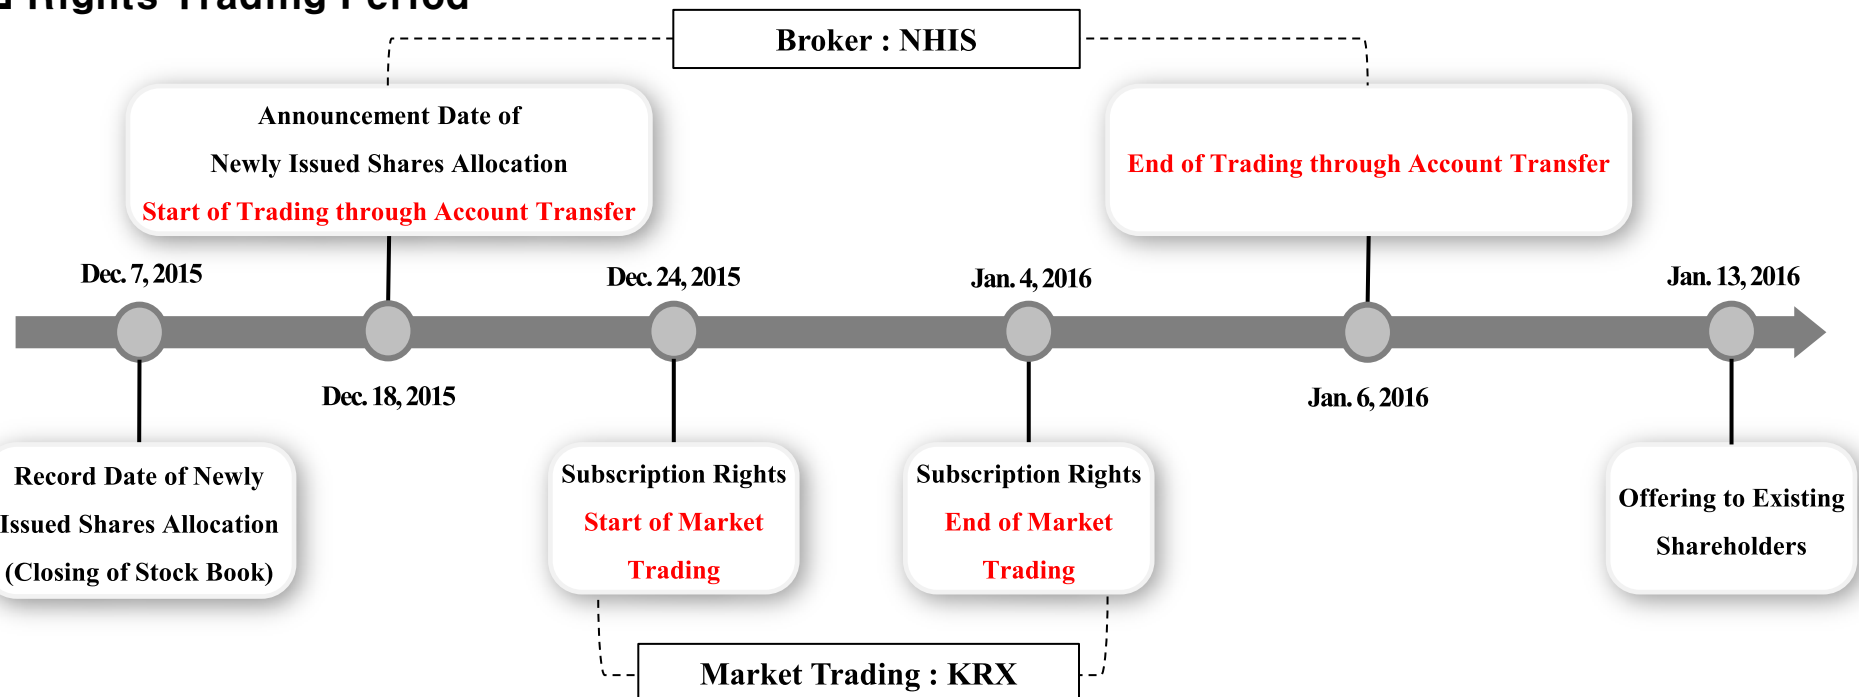 Rights Trading Period
Broker : NHIS
Announcement Date of
Newly Issued Shares Allocation
Start of Trading through Account Transfer
End of Trading through Account Transfer
Dec. 7, 2015
Dec. 24, 2015
Jan. 4, 2016
Jan. 13, 2016
Dec. 18, 2015
Jan. 6, 2016
Record Date of Newly
Issued Shares Allocation
(Closing of Stock Book)
Subscription Rights
Start of Market
Trading
Subscription Rights
End of Market
Trading
Offering to Existing
Shareholders
Market Trading : KRX